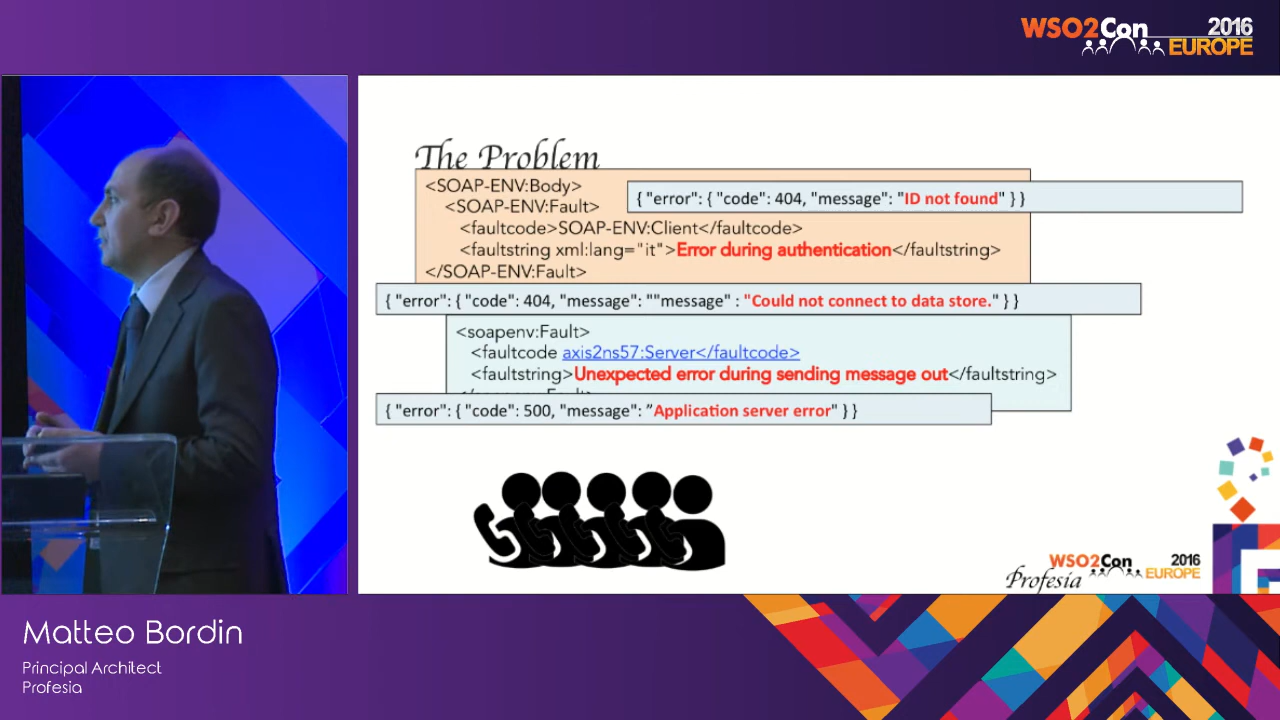 WSO2Con 2016
EUROPE
The Problem
<SOAP-ENV:Body>
{ "error": { "code": 404, "message": "ID not found" } }
<SOAP-ENV:Fault>
<faultcode>SOAP-ENV:Client</faultcode>
<faultstring xml:lang="it">Error during authentication</faultstring>
</SOAP-ENV:Fault>
{ "error": { "code": 404, "message": ""message" : "Could not connect to data store." } }
<soapenv:Fault>
<faultcode axis2ns57:Server</faultcode>
<faultstring>Unexpected error during sending message out</faultstring>
{ "error": { "code": 500, "message": "Application server error" } }
WSO2Con 2016
Profesia EUROPE
Matteo Bordin
Principal Architect
Profesia